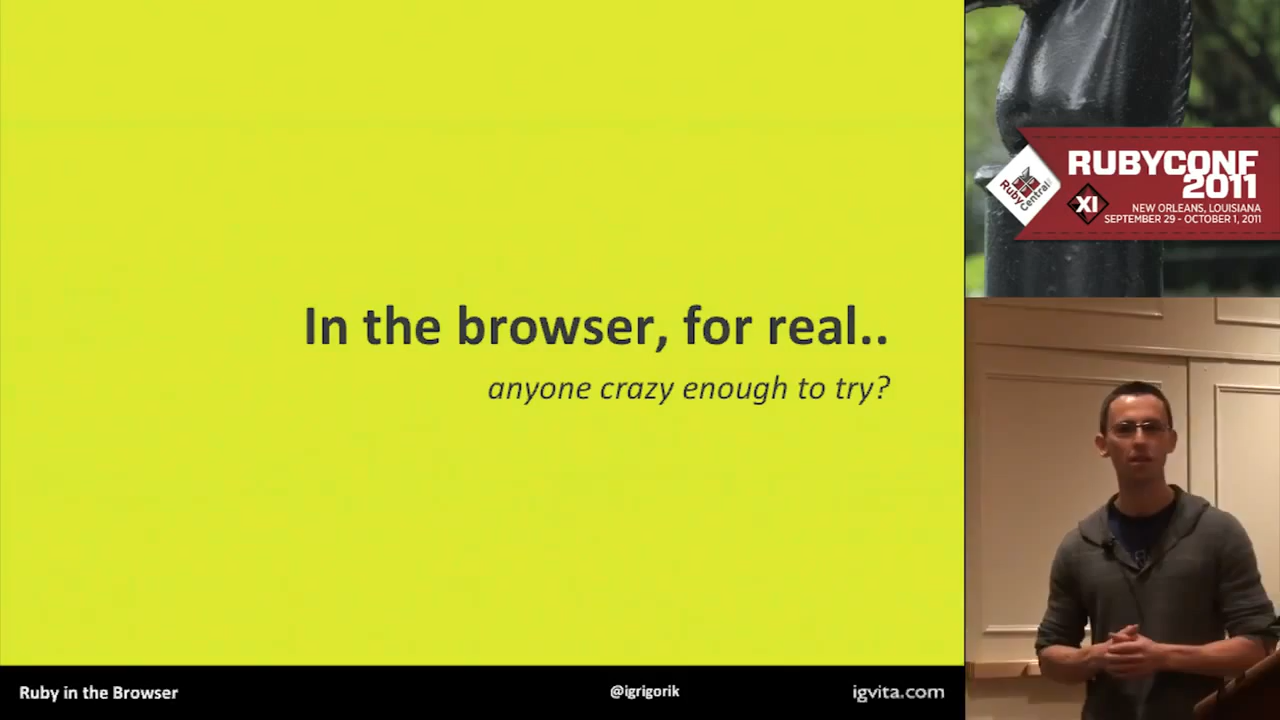 In the browser, for real..
anyone crazy enough to try?
Ruby in the Browser
@igrigorik
igvita.com
RUBYCONF
2011
Ruby
Central
XI
NEW ORLEANS, LOUISIANA
SEPTEMBER 29 - OCTOBER 1, 2011